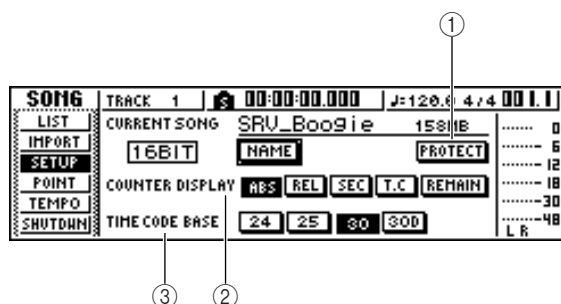 ①
SONG TRACK 1 S 00:00:00.000 ♩=120.0 4/4 001.1
LIST CURRENT SONG SRV_Boogie 158MB 0
IMPORT 16BIT NAME PROTECT 6
SETUP 12
POINT COUNTER DISPLAY ABS REL SEC T.C REMAIN 18
TEMPO 30
SHUTDWN TIME CODE BASE 24 25 30 30D 48
L R
③ ②